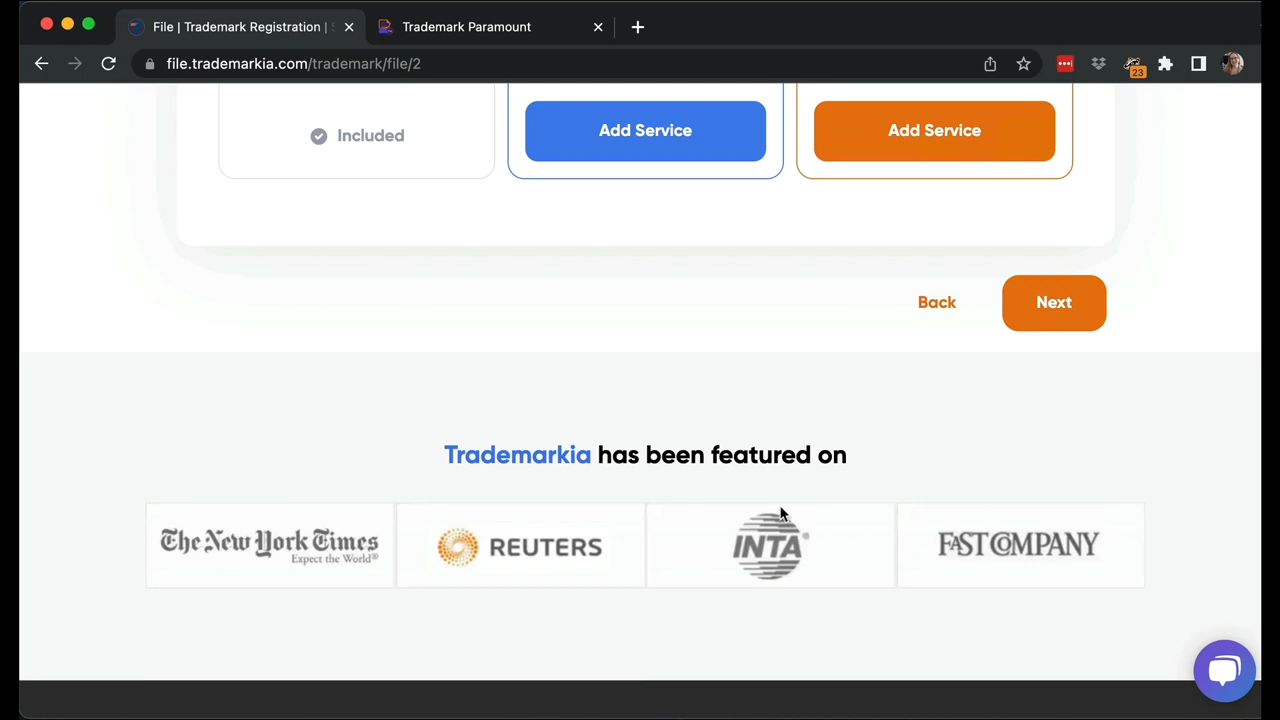 File | Trademark Registration |
Trademark Paramount
file.trademarkia.com/trademark/file/2
23
Included
Add Service
Add Service
Back
Next
Trademarkia has been featured on
The New York Times
Expect the World®
REUTERS
INTA®
FAST COMPANY